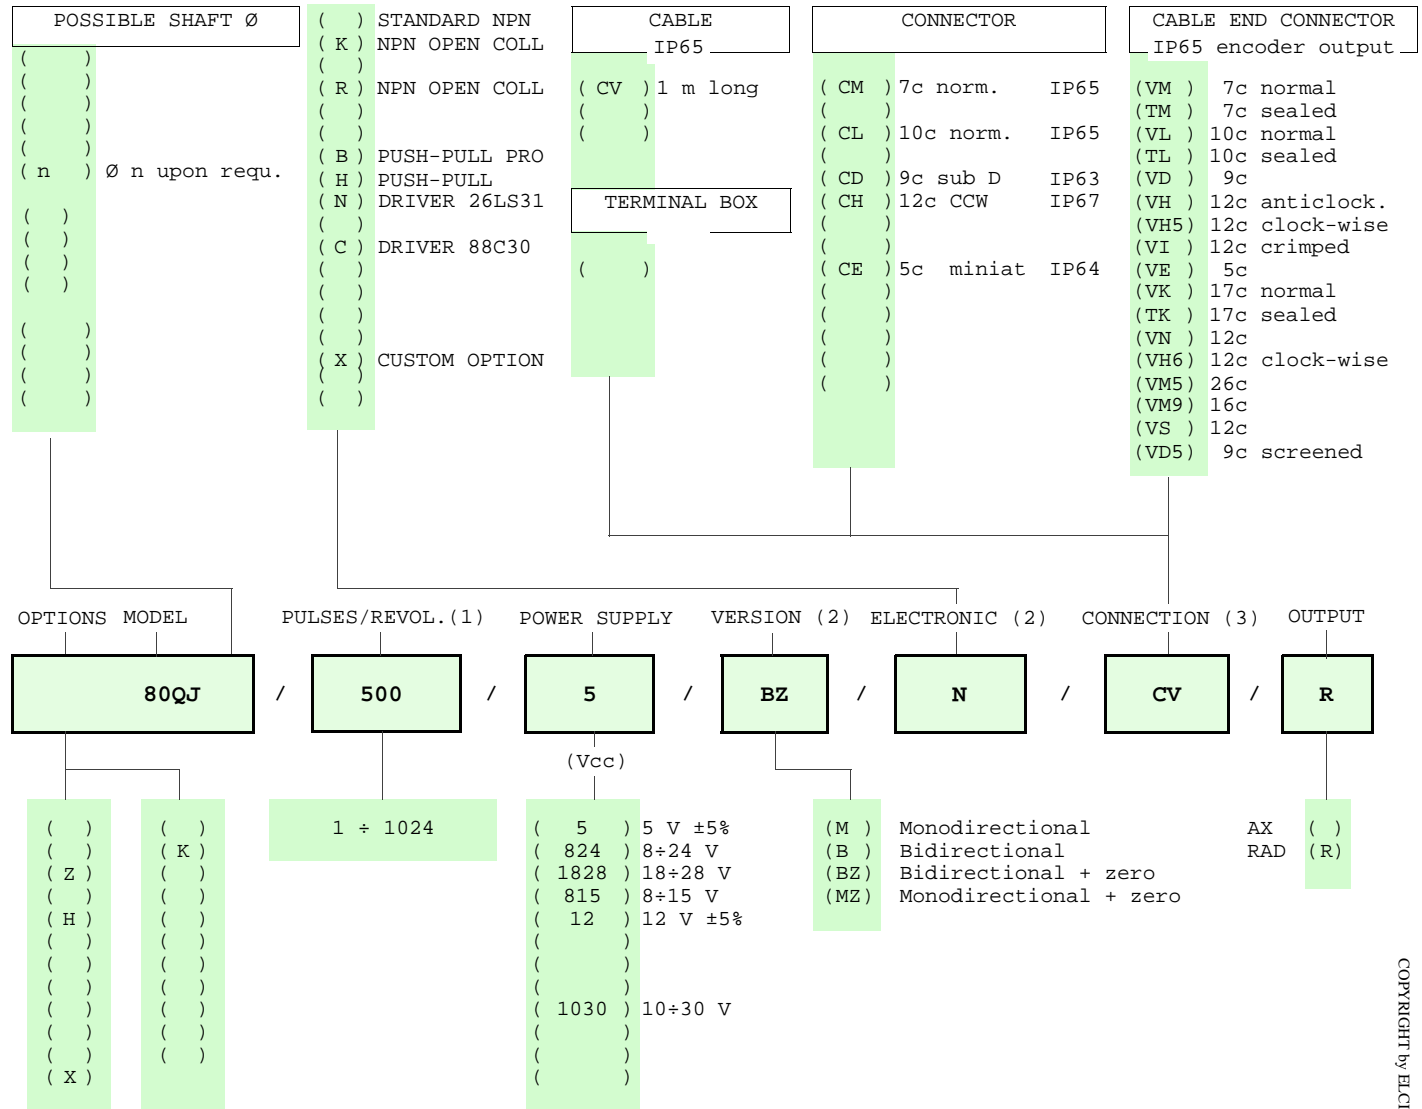 POSSIBLE SHAFT Ø
( )
( )
( )
( )
( )
( n ) Ø n upon requ.
( )
( )
( )
( )
( )
( )
( )
( )
( ) STANDARD NPN
( K ) NPN OPEN COLL
( )
( R ) NPN OPEN COLL
( )
( )
( B ) PUSH-PULL PRO
( H ) PUSH-PULL
( N ) DRIVER 26LS31
( )
( C ) DRIVER 88C30
( )
( )
( )
( )
( X ) CUSTOM OPTION
( )
( )
CABLE
IP65
( CV ) 1 m long
( )
( )
TERMINAL BOX
( )
CONNECTOR
( CM ) 7c norm. IP65
( )
( CL ) 10c norm. IP65
( )
( CD ) 9c sub D IP63
( CH ) 12c CCW IP67
( )
( )
( CE ) 5c miniat IP64
( )
( )
( )
( )
( )
CABLE END CONNECTOR
IP65 encoder output
(VM ) 7c normal
(TM ) 7c sealed
(VL ) 10c normal
(TL ) 10c sealed
(VD ) 9c
(VH ) 12c anticlock.
(VH5) 12c clock-wise
(VI ) 12c crimped
(VE ) 5c
(VK ) 17c normal
(TK ) 17c sealed
(VN ) 12c
(VH6) 12c clock-wise
(VM5) 26c
(VM9) 16c
(VS ) 12c
(VD5) 9c screened
OPTIONS MODEL PULSES/REVOL.(1) POWER SUPPLY VERSION (2) ELECTRONIC (2) CONNECTION (3) OUTPUT
80QJ / 500 / 5 / BZ / N / CV / R
(Vcc)
( )
( )
( Z )
( )
( H )
( )
( )
( )
( )
( )
( )
( X )
( )
( K )
( )
( )
( )
( )
( )
( )
( )
( )
( )
1 ÷ 1024
( 5 ) 5 V ±5%
( 824 ) 8÷24 V
( 1828 ) 18÷28 V
( 815 ) 8÷15 V
( 12 ) 12 V ±5%
( )
( )
( )
( 1030 ) 10÷30 V
( )
( )
( )
(M ) Monodirectional
(B ) Bidirectional
(BZ) Bidirectional + zero
(MZ) Monodirectional + zero
AX ( )
RAD (R)
COPYRIGHT by ELCI